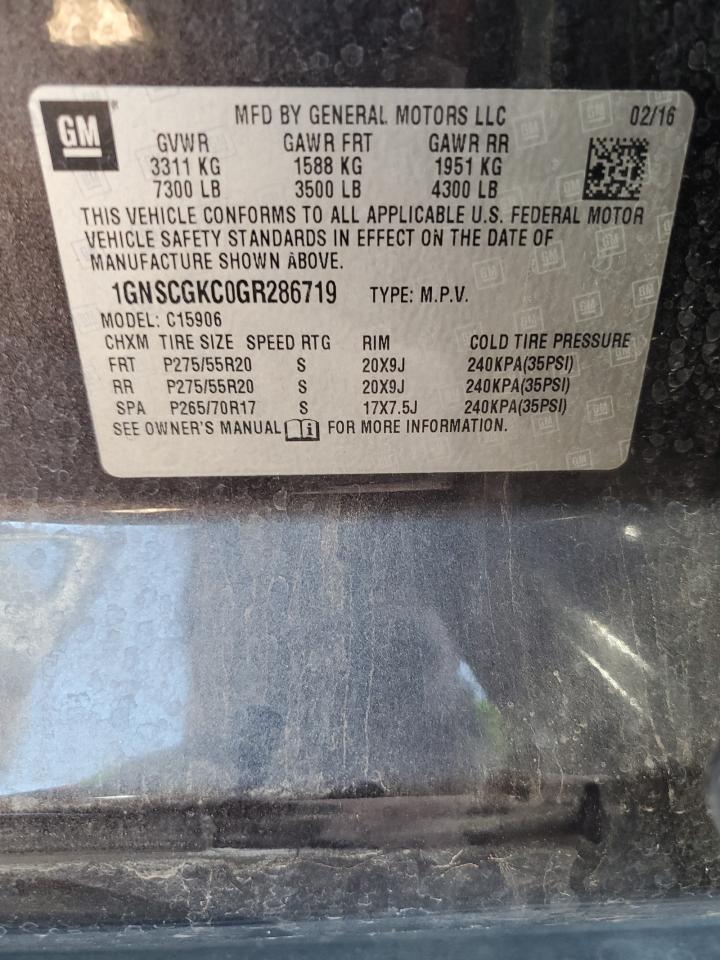 GM
MFD BY GENERAL MOTORS LLC 02/16
GVWR GAWR FRT GAWR RR
3311 KG 1588 KG 1951 KG
7300 LB 3500 LB 4300 LB
THIS VEHICLE CONFORMS TO ALL APPLICABLE U.S. FEDERAL MOTOR
VEHICLE SAFETY STANDARDS IN EFFECT ON THE DATE OF
MANUFACTURE SHOWN ABOVE.
1GNSCGKC0GR286719 TYPE: M.P.V.
MODEL: C15906
CHXM TIRE SIZE SPEED RTG RIM COLD TIRE PRESSURE
FRT P275/55R20 S 20X9J 240KPA(35PSI)
RR P275/55R20 S 20X9J 240KPA(35PSI)
SPA P265/70R17 S 17X7.5J 240KPA(35PSI)
SEE OWNER'S MANUAL i FOR MORE INFORMATION.